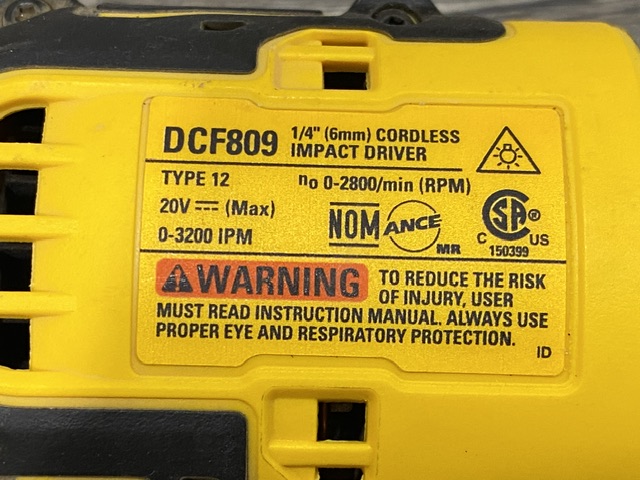 DCF809 1/4" (6mm) CORDLESS
IMPACT DRIVER
TYPE 12 no 0-2800/min (RPM)
20V ⎓ (Max)
0-3200 IPM
NOM ANCE MR
CSA ®
C US
150399
⚠WARNING TO REDUCE THE RISK
OF INJURY, USER
MUST READ INSTRUCTION MANUAL. ALWAYS USE
PROPER EYE AND RESPIRATORY PROTECTION.
ID